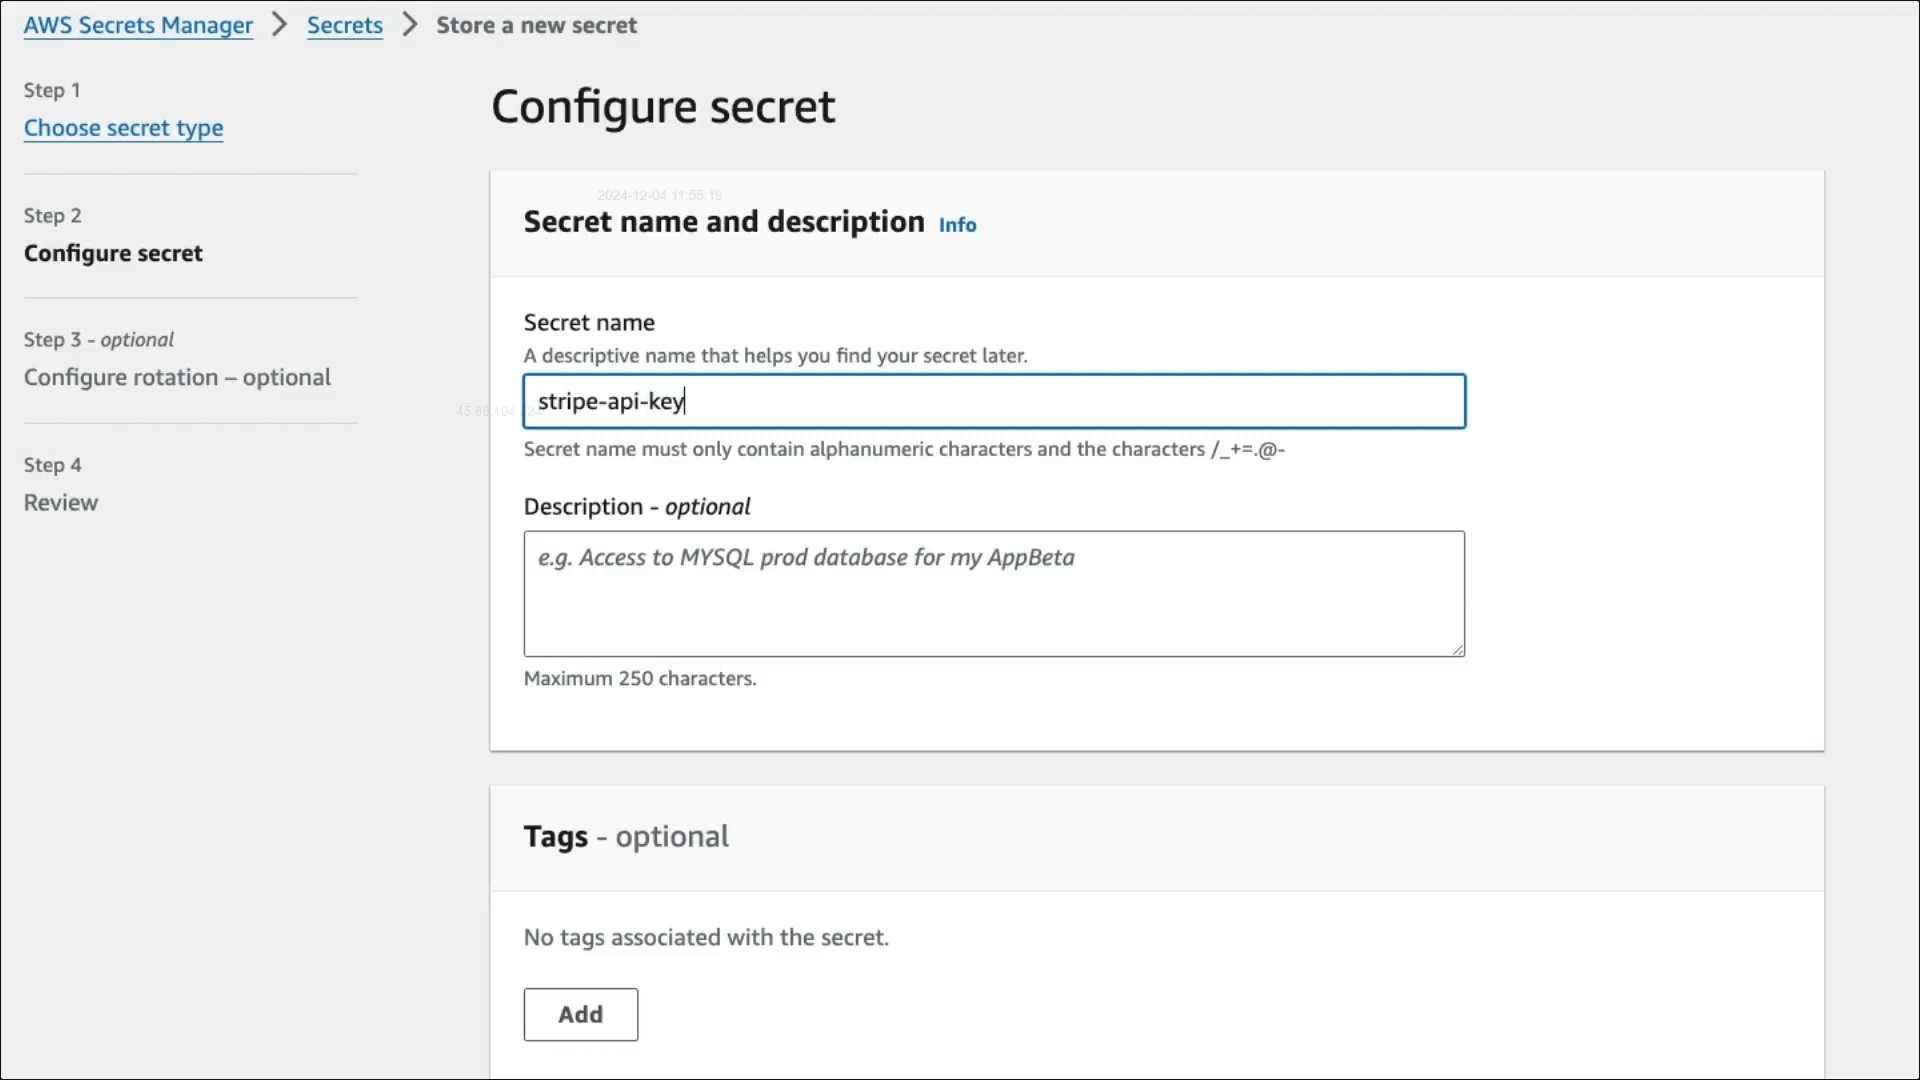 AWS Secrets Manager > Secrets > Store a new secret
Step 1
Choose secret type
Step 2
Configure secret
Step 3 - optional
Configure rotation – optional
Step 4
Review
Configure secret
2024-12-04 11:55:19
Secret name and description Info
Secret name
A descriptive name that helps you find your secret later.
stripe-api-key
Secret name must only contain alphanumeric characters and the characters /_+=.@-
Description - optional
e.g. Access to MYSQL prod database for my AppBeta
Maximum 250 characters.
Tags - optional
No tags associated with the secret.
Add